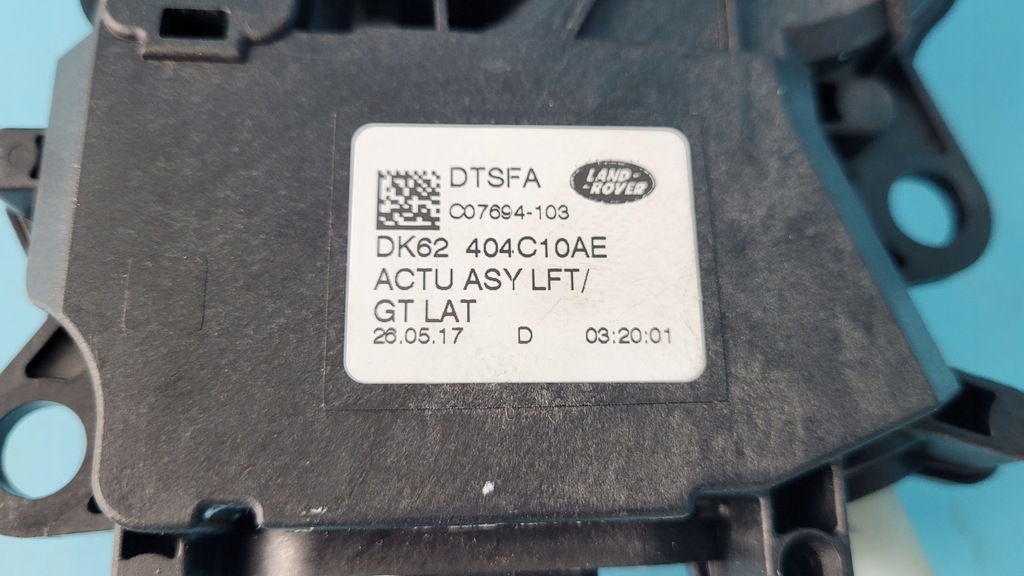 DTSFA
LAND-
-ROVER
C07694-103
DK62 404C10AE
ACTU ASY LFT/
GT LAT
26.05.17 D 03:20:01